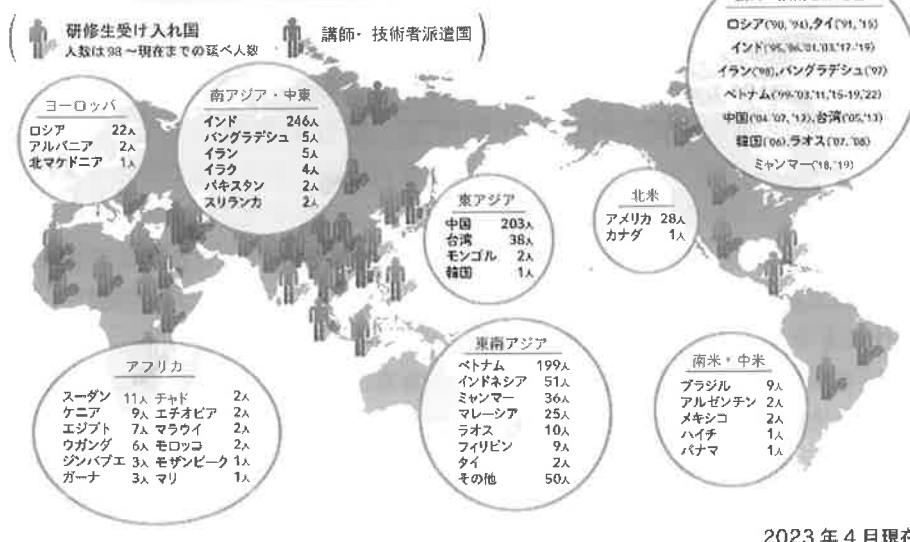 研修生受け入れ国
人数は98～現在までの延べ人数
講師・技術者派遣国
ロシア('90, '94),タイ('91, '15)
インド('95,'96,'01,'03,'17-'19)
イラン('98),バングラデシュ('97)
ベトナム('99-'03,'11,'15-19,'22)
中国('04 '07, '13),台湾('05,'13)
韓国('06),ラオス('07, '08)
ミャンマー('18, '19)
ヨーロッパ
ロシア 22人
アルバニア 2人
北マケドニア 1人
南アジア・中東
インド 246人
バングラデシュ 5人
イラン 5人
イラク 4人
パキスタン 2人
スリランカ 2人
東アジア
中国 203人
台湾 38人
モンゴル 2人
韓国 1人
北米
アメリカ 28人
カナダ 1人
アフリカ
スーダン 11人 チャド 2人
ケニア 9人 エチオピア 2人
エジプト 7人 マラウイ 2人
ウガンダ 6人 モロッコ 2人
ジンバブエ 3人 モザンビーク 1人
ガーナ 3人 マリ 1人
東南アジア
ベトナム 199人
インドネシア 51人
ミャンマー 36人
マレーシア 25人
ラオス 10人
フィリピン 9人
タイ 2人
その他 50人
南米・中米
ブラジル 9人
アルゼンチン 2人
メキシコ 2人
ハイチ 1人
パナマ 1人
2023 年 4 日現在